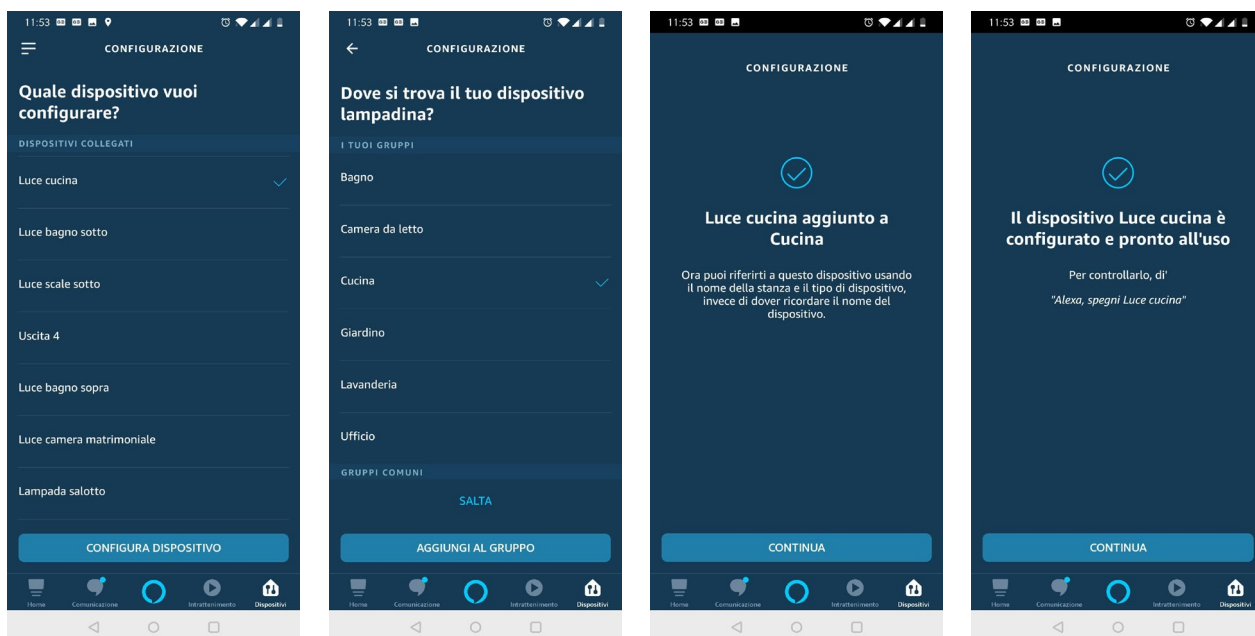 11:53
CONFIGURAZIONE
Quale dispositivo vuoi
configurare?
DISPOSITIVI COLLEGATI
Luce cucina
Luce bagno sotto
Luce scale sotto
Uscita 4
Luce bagno sopra
Luce camera matrimoniale
Lampada salotto
CONFIGURA DISPOSITIVO
Home Comunicazione Intrattenimento Dispositivi
11:53
CONFIGURAZIONE
Dove si trova il tuo dispositivo
lampadina?
I TUOI GRUPPI
Bagno
Camera da letto
Cucina
Giardino
Lavanderia
Ufficio
GRUPPI COMUNI
SALTA
AGGIUNGI AL GRUPPO
Home Comunicazione Intrattenimento Dispositivi
11:53
CONFIGURAZIONE
Luce cucina aggiunto a
Cucina
Ora puoi riferirti a questo dispositivo usando
il nome della stanza e il tipo di dispositivo,
invece di dover ricordare il nome del
dispositivo.
CONTINUA
Home Comunicazione Intrattenimento Dispositivi
11:53
CONFIGURAZIONE
Il dispositivo Luce cucina è
configurato e pronto all'uso
Per controllarlo, di'
"Alexa, spegni Luce cucina"
CONTINUA
Home Comunicazione Intrattenimento Dispositivi